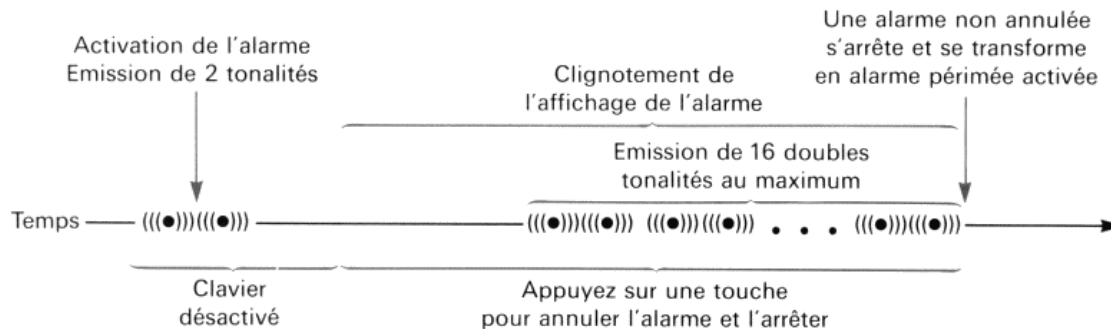 Activation de l'alarme
Emission de 2 tonalités
Clignotement de
l'affichage de l'alarme
Une alarme non annulée
s'arrête et se transforme
en alarme périmée activée
Emission de 16 doubles
tonalités au maximum
Temps
Clavier
désactivé
Appuyez sur une touche
pour annuler l'alarme et l'arrêter